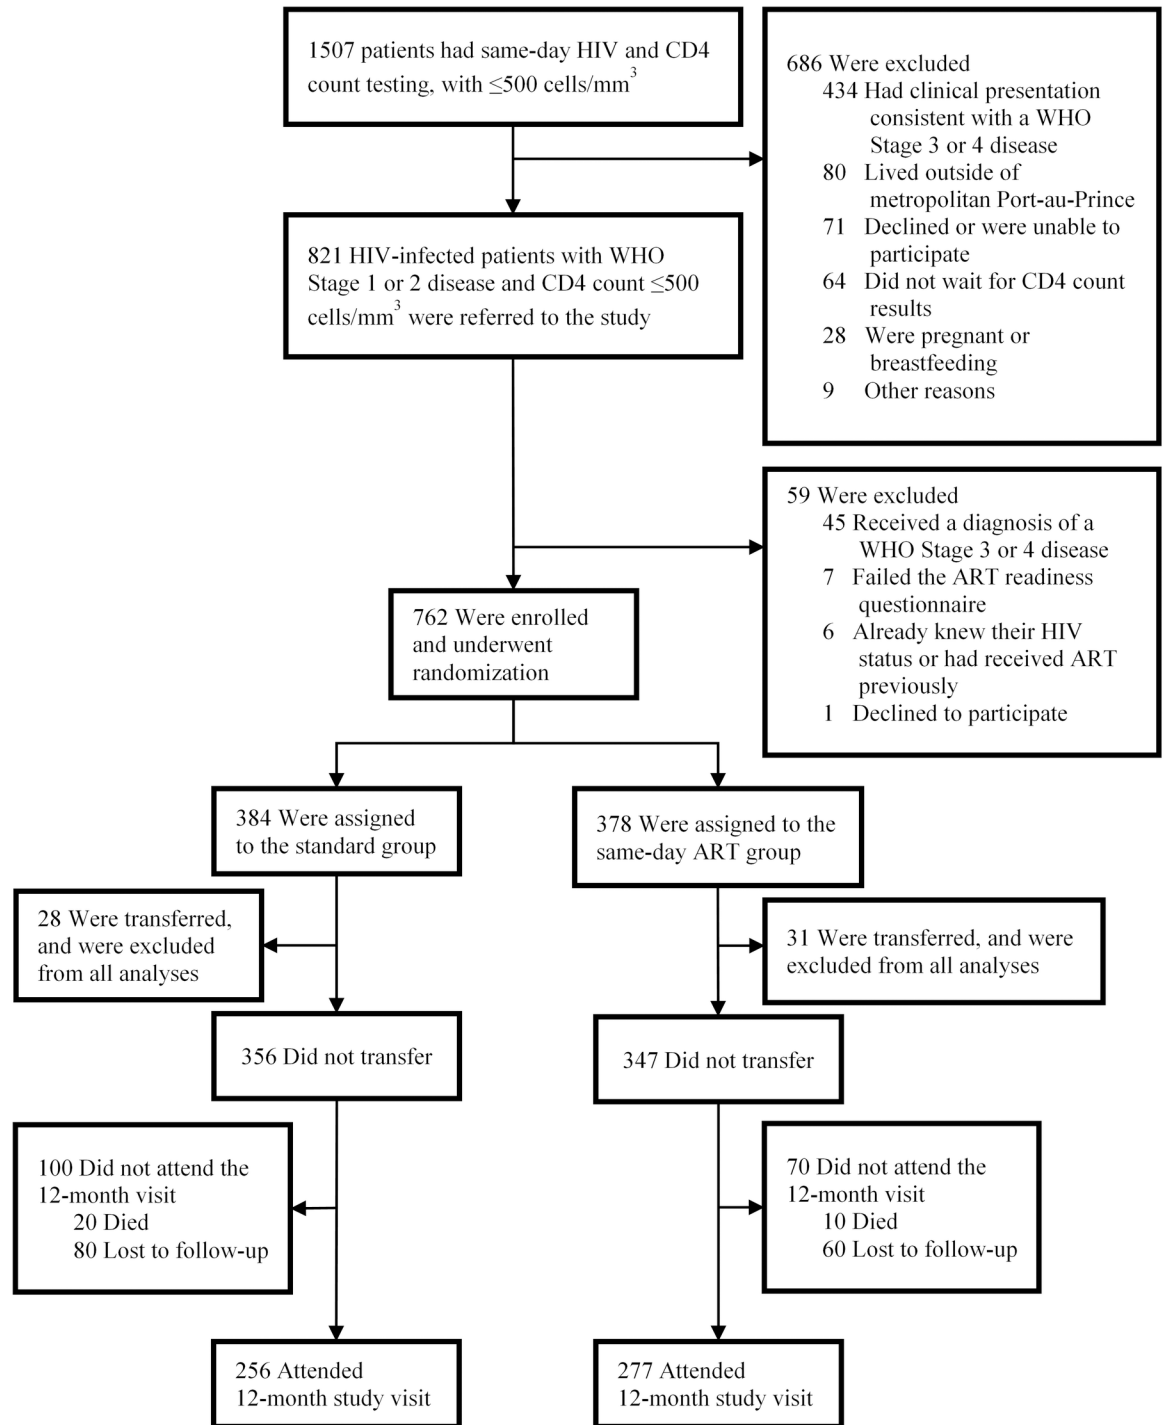 1507 patients had same-day HIV and CD4
count testing, with ≤500 cells/mm³
686 Were excluded
434 Had clinical presentation
consistent with a WHO
Stage 3 or 4 disease
80 Lived outside of
metropolitan Port-au-Prince
71 Declined or were unable to
participate
64 Did not wait for CD4 count
results
28 Were pregnant or
breastfeeding
9 Other reasons
821 HIV-infected patients with WHO
Stage 1 or 2 disease and CD4 count ≤500
cells/mm³ were referred to the study
59 Were excluded
45 Received a diagnosis of a
WHO Stage 3 or 4 disease
7 Failed the ART readiness
questionnaire
6 Already knew their HIV
status or had received ART
previously
1 Declined to participate
762 Were enrolled
and underwent
randomization
384 Were assigned
to the standard group
378 Were assigned to the
same-day ART group
28 Were transferred,
and were excluded
from all analyses
31 Were transferred, and were
excluded from all analyses
356 Did not transfer
347 Did not transfer
100 Did not attend the
12-month visit
20 Died
80 Lost to follow-up
70 Did not attend the
12-month visit
10 Died
60 Lost to follow-up
256 Attended
12-month study visit
277 Attended
12-month study visit